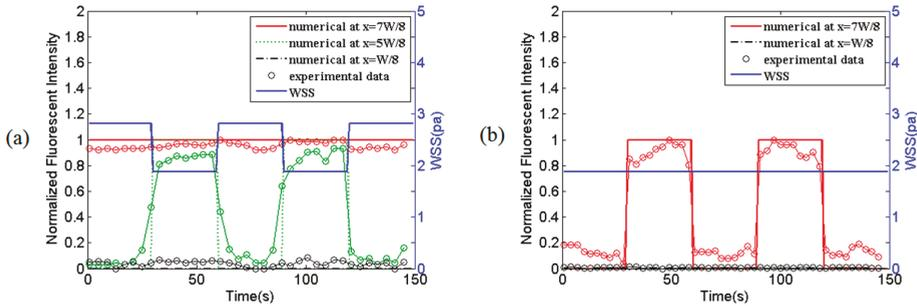 (a)
Normalized Fluorescent Intensity
2
1.8
1.6
1.4
1.2
1
0.8
0.6
0.4
0.2
0
numerical at x=7W/8
numerical at x=5W/8
numerical at x=W/8
experimental data
WSS
5
4
3
2
1
0
WSS(pa)
0 50 100 150
Time(s)
(b)
Normalized Fluorescent Intensity
2
1.8
1.6
1.4
1.2
1
0.8
0.6
0.4
0.2
0
numerical at x=7W/8
numerical at x=W/8
experimental data
WSS
5
4
3
2
1
0
WSS(pa)
0 50 100 150
Time(s)